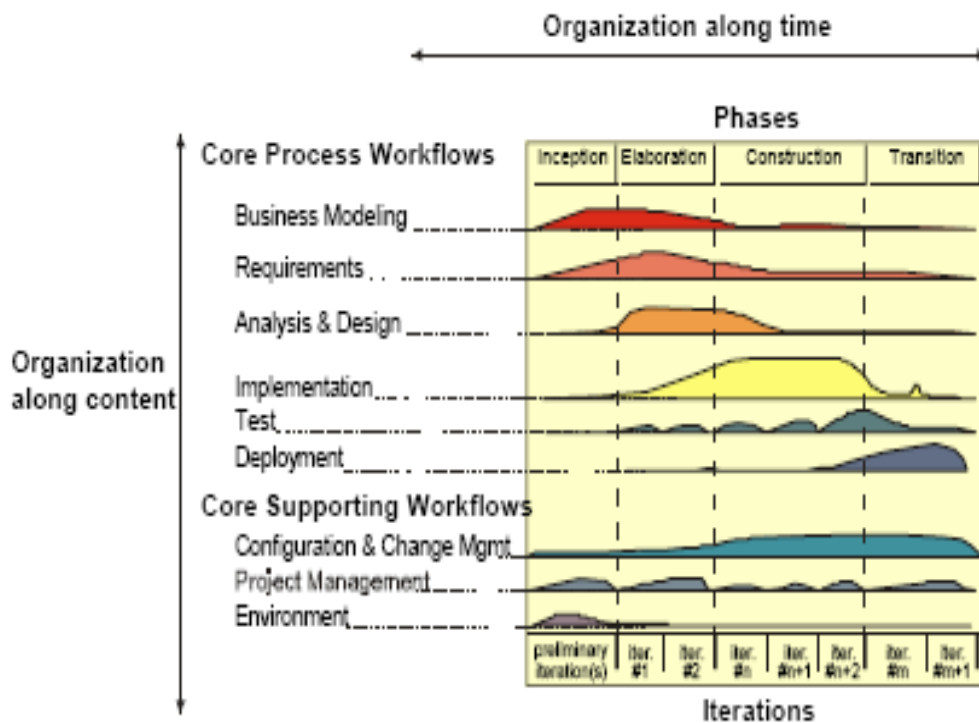 Organization along time
Phases
Core Process Workflows
Inception Elaboration Construction Transition
Business Modeling
Requirements
Analysis & Design
Organization
along content
Implementation
Test
Deployment
Core Supporting Workflows
Configuration & Change Mgmt
Project Management
Environment
preliminary iter. iter. iter. iter. iter. iter. iter.
iteration(s) #1 #2 #n #n+1 #n+2 #m #m+1
Iterations